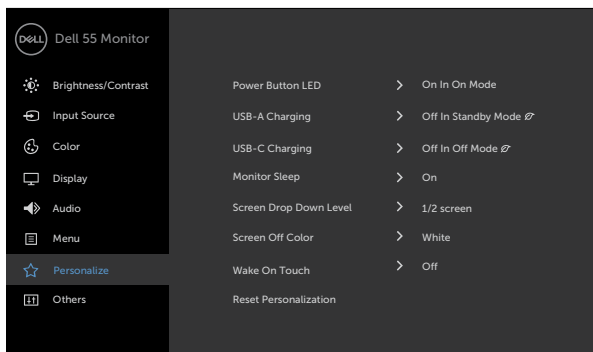 DELL Dell 55 Monitor
Brightness/Contrast
Input Source
Color
Display
Audio
Menu
Personalize
Others
Power Button LED > On In On Mode
USB-A Charging > Off In Standby Mode
USB-C Charging > Off In Off Mode
Monitor Sleep > On
Screen Drop Down Level > 1/2 screen
Screen Off Color > White
Wake On Touch > Off
Reset Personalization